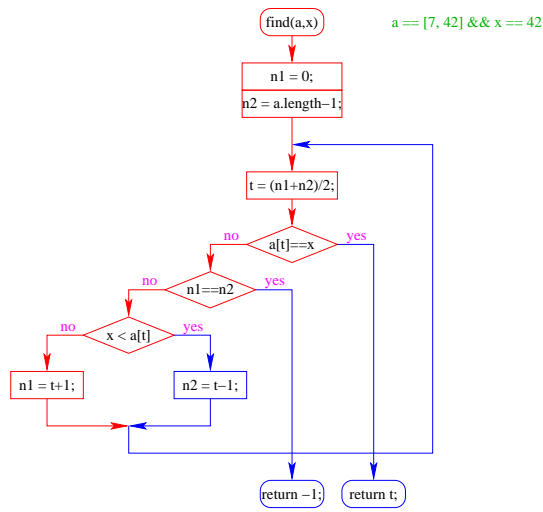 find(a,x)
a == [7, 42] && x == 42
n1 = 0;
n2 = a.length−1;
t = (n1+n2)/2;
no
a[t]==x
yes
no
n1==n2
yes
no
x < a[t]
yes
n1 = t+1;
n2 = t−1;
return −1;
return t;